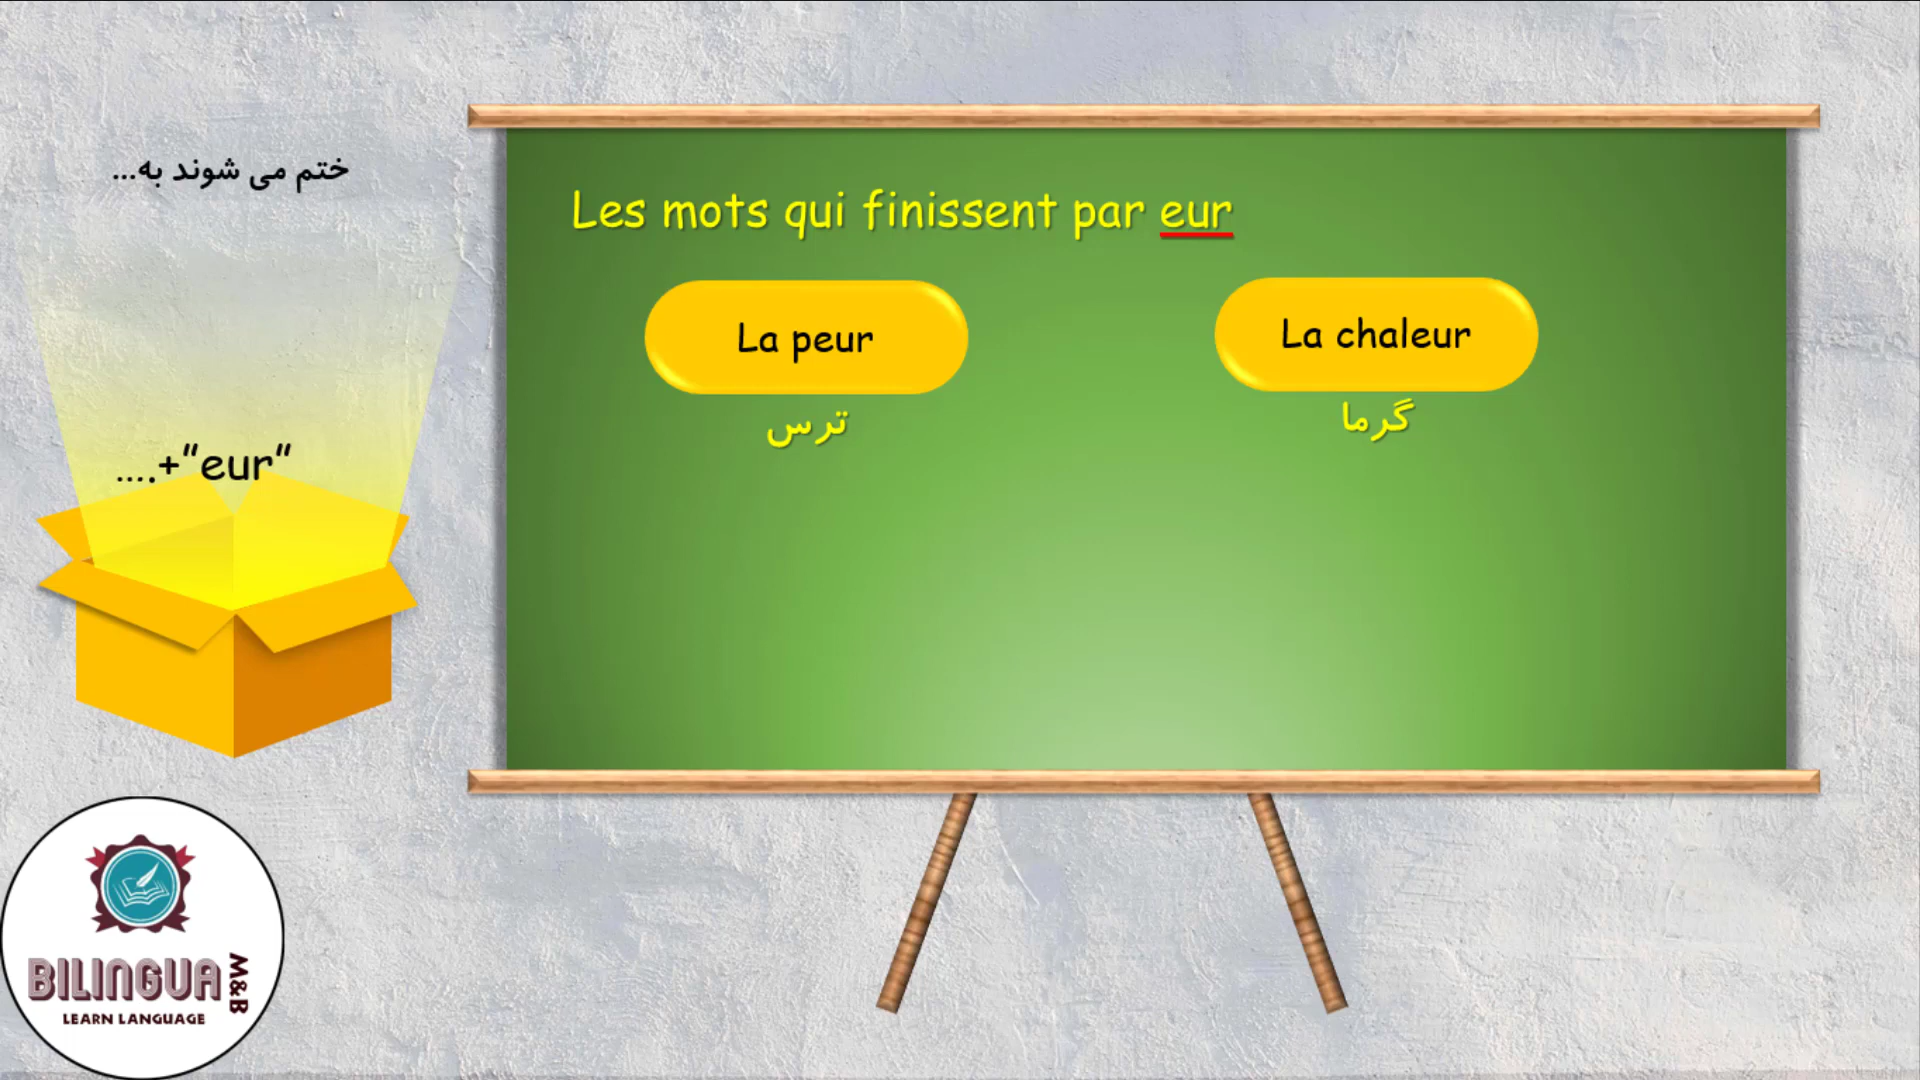 ختم می شوند به...
....+"eur"
Les mots qui finissent par eur
La peur
ترس
La chaleur
گرما
BILINGUA
M&B
LEARN LANGUAGE